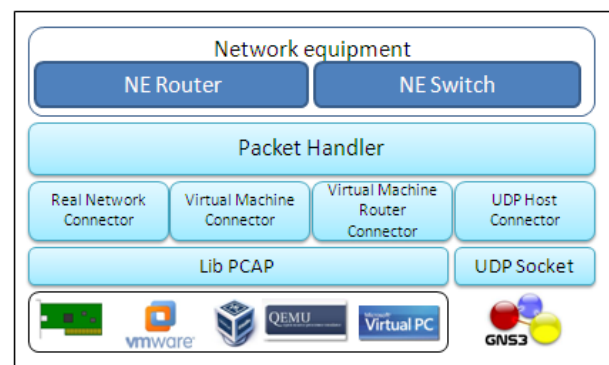 Network equipment
NE Router
NE Switch
Packet Handler
Real Network
Connector
Virtual Machine
Connector
Virtual Machine
Router
Connector
UDP Host
Connector
Lib PCAP
UDP Socket
vmware
QEMU
Microsoft
Virtual PC
GNS3